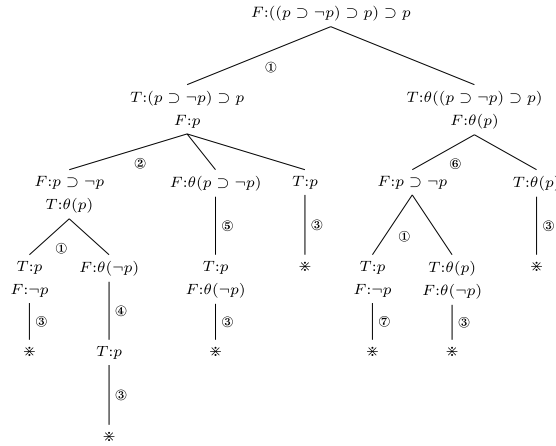 F:((p ⊃ ¬p) ⊃ p) ⊃ p
①
T:(p ⊃ ¬p) ⊃ p T:θ((p ⊃ ¬p) ⊃ p)
F:p F:θ(p)
② ⑥
F:p ⊃ ¬p F:θ(p ⊃ ¬p) T:p F:p ⊃ ¬p T:θ(p)
T:θ(p)
① ⑤ ③ ① ③
T:p F:θ(¬p) T:p ⋇ T:p T:θ(p) ⋇
F:¬p F:θ(¬p) F:¬p F:θ(¬p)
③ ④ ③ ⑦ ③
⋇ T:p ⋇ ⋇ ⋇
③
⋇